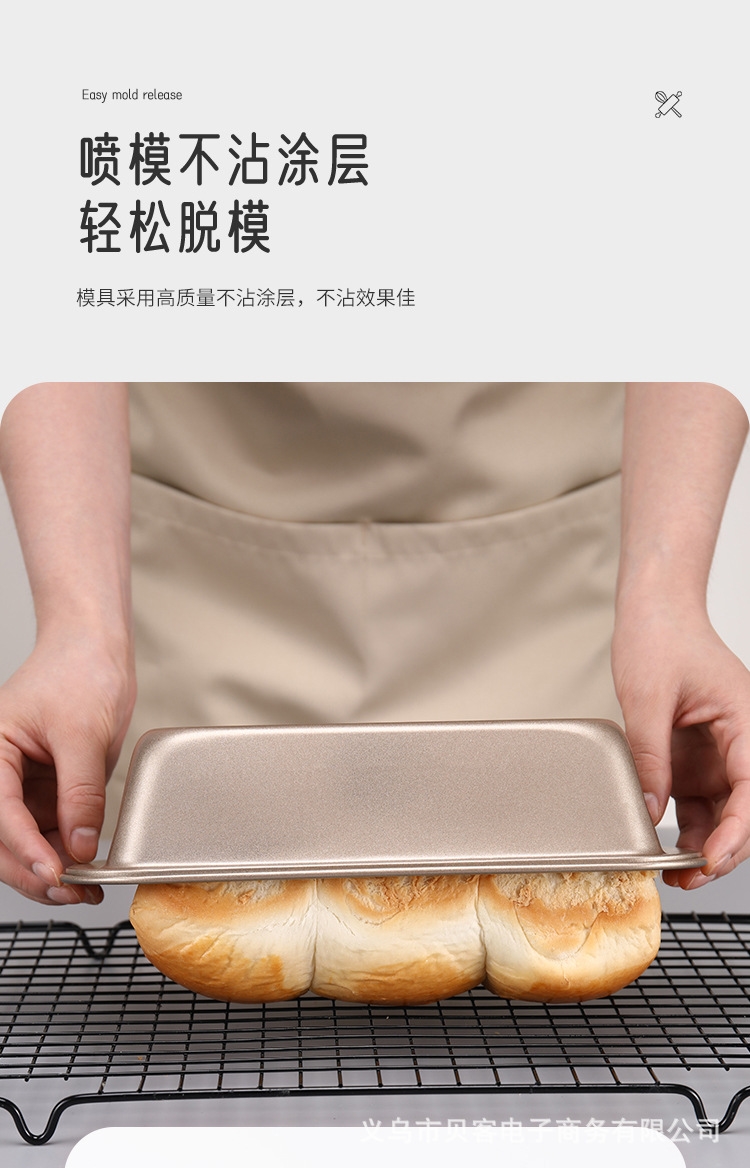 Easy mold release
喷模不沾涂层
轻松脱模
模具采用高质量不沾涂层，不沾效果佳
义乌市贝客电子商务有限公司